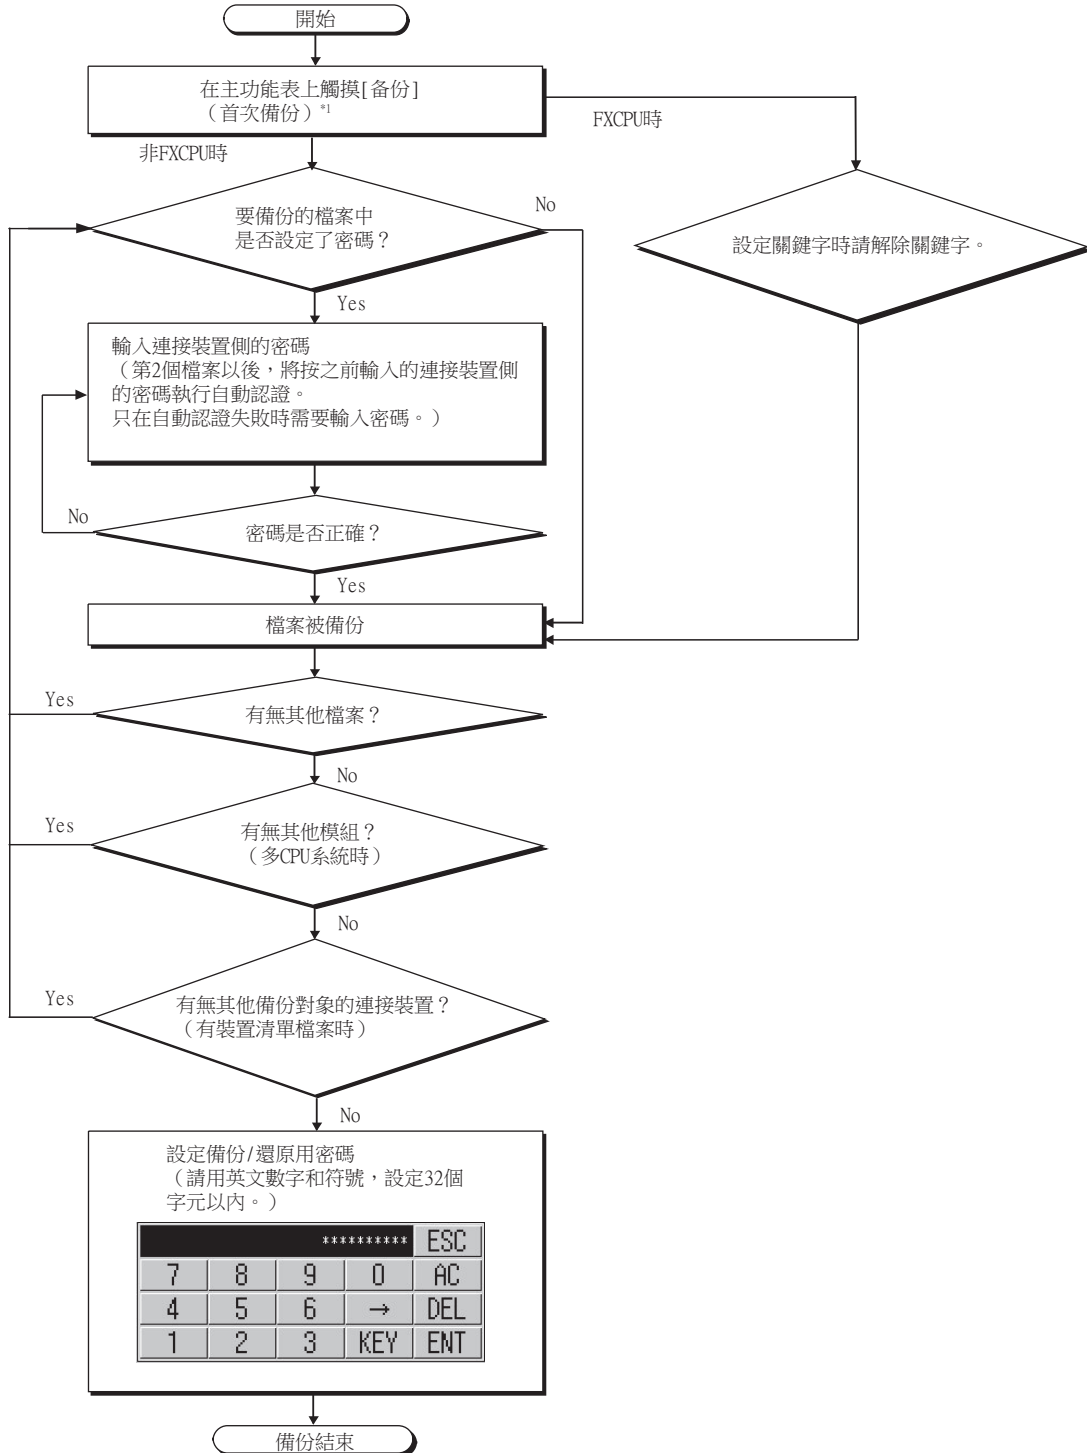 開始
在主功能表上觸摸[备份]
（首次備份）*1
FXCPU時
非FXCPU時
要備份的檔案中
是否設定了密碼？
No
設定關鍵字時請解除關鍵字。
Yes
輸入連接裝置側的密碼
（第2個檔案以後，將按之前輸入的連接裝置側
的密碼執行自動認證。
只在自動認證失敗時需要輸入密碼。）
No
密碼是否正確？
Yes
檔案被備份
Yes
有無其他檔案？
No
Yes
有無其他模組？
（多CPU系統時）
No
Yes
有無其他備份對象的連接裝置？
（有裝置清單檔案時）
No
設定備份/還原用密碼
（請用英文數字和符號，設定32個
字元以內。）
********** ESC
7 8 9 0 AC
4 5 6 → DEL
1 2 3 KEY ENT
備份結束